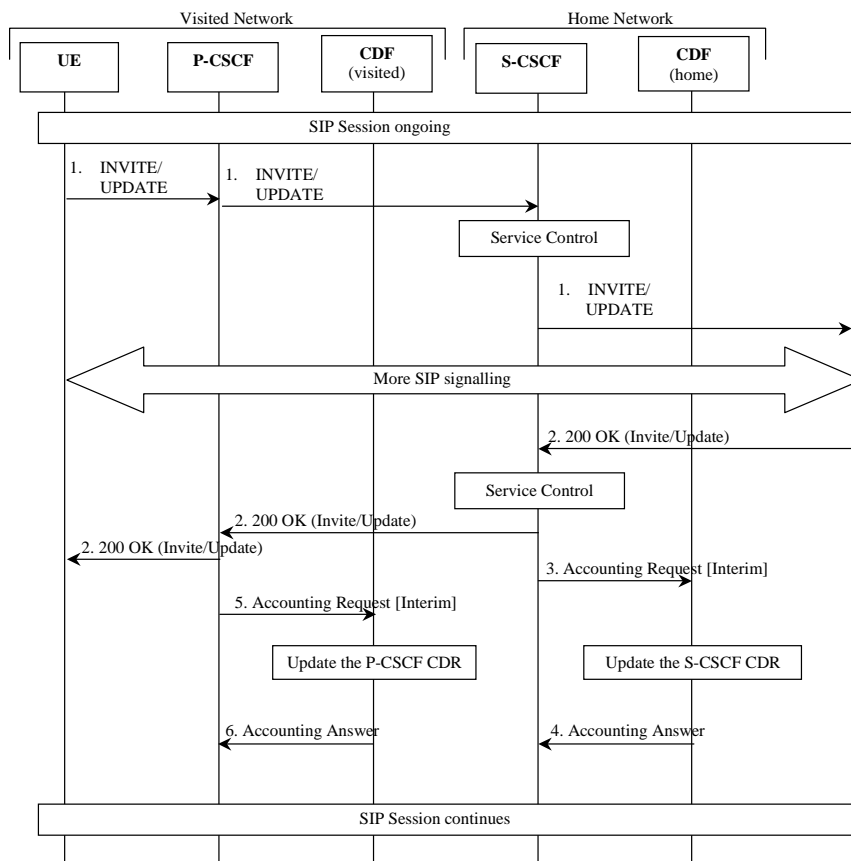 Visited Network
Home Network
UE
P-CSCF
CDF
(visited)
S-CSCF
CDF
(home)
SIP Session ongoing
1. INVITE/
UPDATE
1. INVITE/
UPDATE
Service Control
1. INVITE/
UPDATE
More SIP signalling
2. 200 OK (Invite/Update)
Service Control
2. 200 OK (Invite/Update)
2. 200 OK (Invite/Update)
3. Accounting Request [Interim]
5. Accounting Request [Interim]
Update the P-CSCF CDR
Update the S-CSCF CDR
6. Accounting Answer
4. Accounting Answer
SIP Session continues